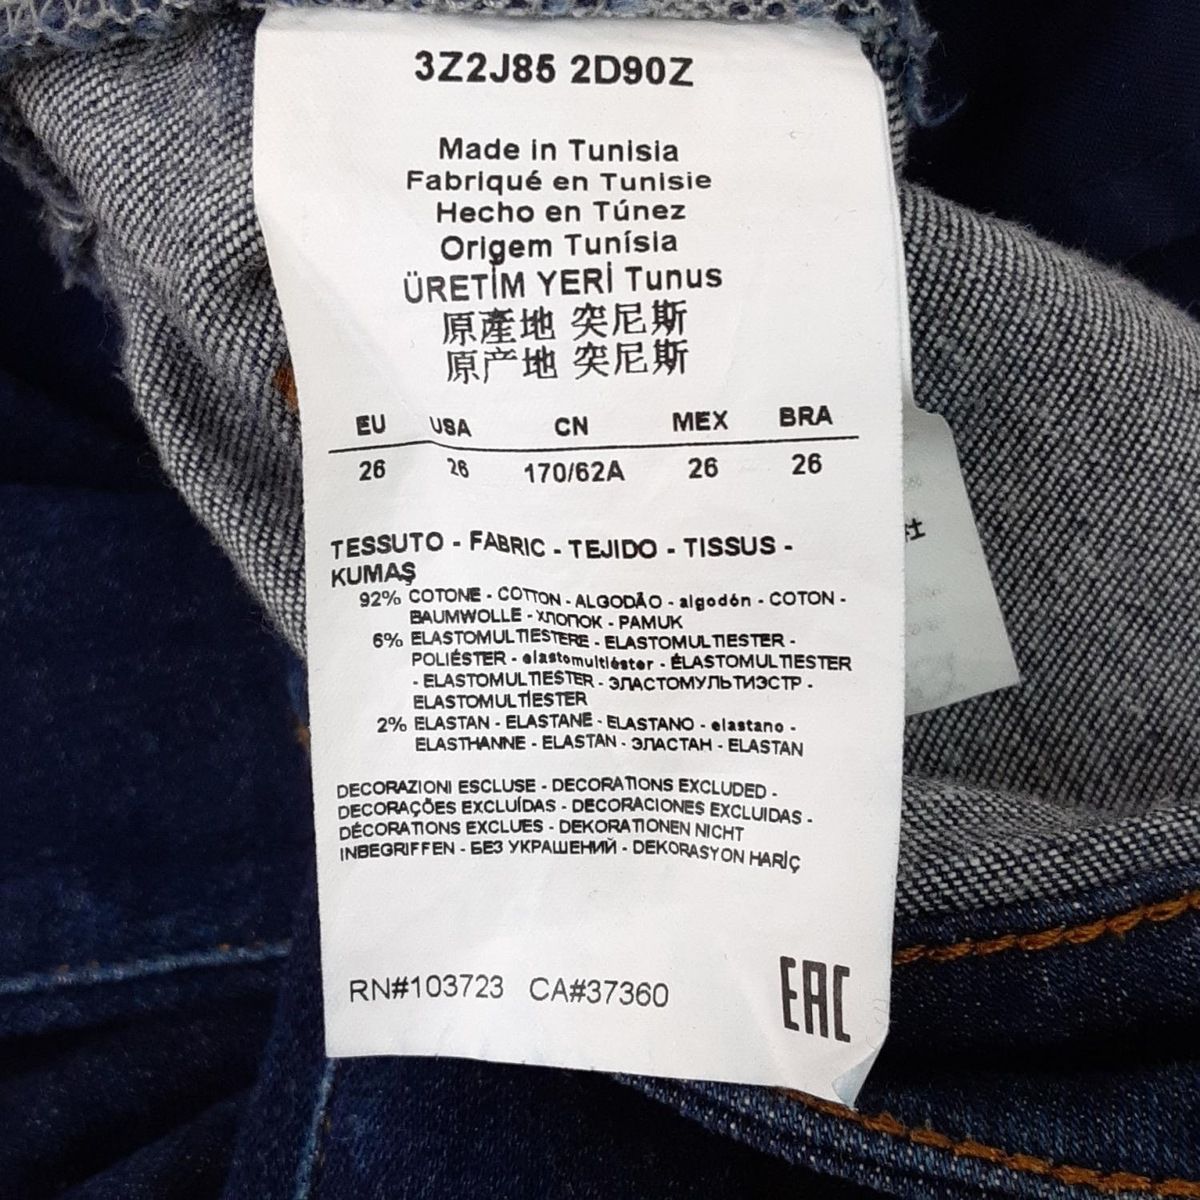 3Z2J85 2D90Z
Made in Tunisia
Fabriqué en Tunisie
Hecho en Túnez
Origem Tunísia
ÜRETİM YERİ Tunus
原產地 突尼斯
原产地 突尼斯
EU USA CN MEX BRA
26 26 170/62A 26 26
TESSUTO - FABRIC - TEJIDO - TISSUS -
KUMAŞ
92% COTONE - COTTON - ALGODÃO - algodón - COTON -
BAUMWOLLE - ХЛОПОК - PAMUK
6% ELASTOMULTIESTERE - ELASTOMULTIESTER -
POLIÉSTER - elastomultiéster - ÉLASTOMULTIESTER
- ELASTOMULTIESTER - ЭЛАСТОМУЛЬТИЭСТР -
ELASTOMULTIESTER
2% ELASTAN - ELASTANE - ELASTANO - elastano -
ELASTHANNE - ELASTAN - ЭЛАСТАН - ELASTAN
DECORAZIONI ESCLUSE - DECORATIONS EXCLUDED -
DECORAÇÕES EXCLUÍDAS - DECORACIONES EXCLUIDAS -
DÉCORATIONS EXCLUES - DEKORATIONEN NICHT
INBEGRIFFEN - БЕЗ УКРАШЕНИЙ - DEKORASYON HARİÇ
RN#103723 CA#37360
EAC
社